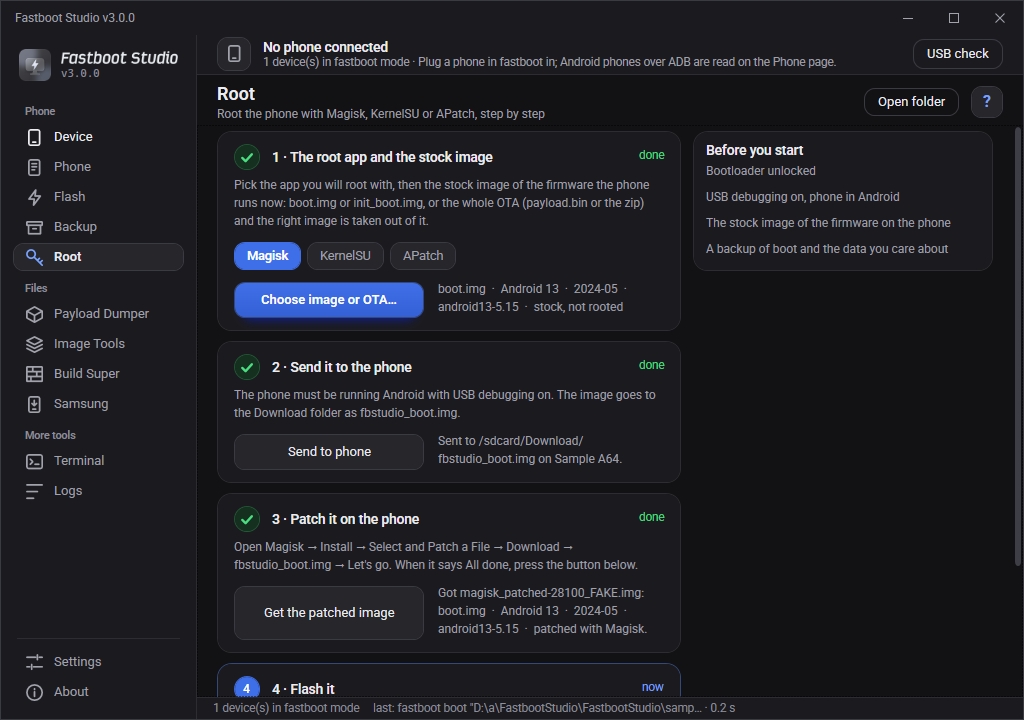 Fastboot Studio v3.0.0
Fastboot Studio
v3.0.0
No phone connected
1 device(s) in fastboot mode · Plug a phone in fastboot in; Android phones over ADB are read on the Phone page.
USB check
Phone
Device
Phone
Flash
Backup
Root
Files
Payload Dumper
Image Tools
Build Super
Samsung
More tools
Terminal
Logs
Settings
About
Root
Root the phone with Magisk, KernelSU or APatch, step by step
Open folder
?
1 · The root app and the stock image
done
Pick the app you will root with, then the stock image of the firmware the phone
runs now: boot.img or init_boot.img, or the whole OTA (payload.bin or the zip)
and the right image is taken out of it.
Magisk
KernelSU
APatch
Choose image or OTA...
boot.img · Android 13 · 2024-05 ·
android13-5.15 · stock, not rooted
2 · Send it to the phone
done
The phone must be running Android with USB debugging on. The image goes to
the Download folder as fbstudio_boot.img.
Send to phone
Sent to /sdcard/Download/
fbstudio_boot.img on Sample A64.
3 · Patch it on the phone
done
Open Magisk → Install → Select and Patch a File → Download →
fbstudio_boot.img → Let's go. When it says All done, press the button below.
Get the patched image
Got magisk_patched-28100_FAKE.img:
boot.img · Android 13 · 2024-05 ·
android13-5.15 · patched with Magisk.
4
4 · Flash it
now
Before you start
Bootloader unlocked
USB debugging on, phone in Android
The stock image of the firmware on the phone
A backup of boot and the data you care about
1 device(s) in fastboot mode
last: fastboot boot "D:\a\FastbootStudio\FastbootStudio\samp... · 0.2 s